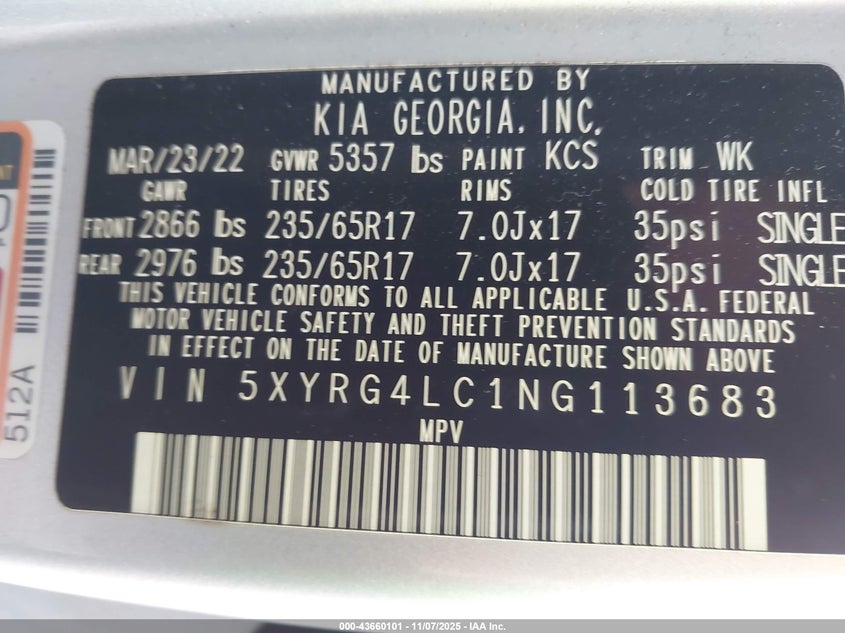 MANUFACTURED BY
KIA GEORGIA, INC.
MAR/23/22 GVWR 5357 lbs PAINT KCS TRIM WK
GAWR TIRES RIMS COLD TIRE INFL
FRONT 2866 lbs 235/65R17 7.0Jx17 35psi SINGLE
REAR 2976 lbs 235/65R17 7.0Jx17 35psi SINGLE
THIS VEHICLE CONFORMS TO ALL APPLICABLE U.S.A. FEDERAL
MOTOR VEHICLE SAFETY AND THEFT PREVENTION STANDARDS
IN EFFECT ON THE DATE OF MANUFACTURE SHOWN ABOVE
VIN 5XYRG4LC1NG113683
MPV
512A
000-43660101 - 11/07/2025 - IAA Inc.